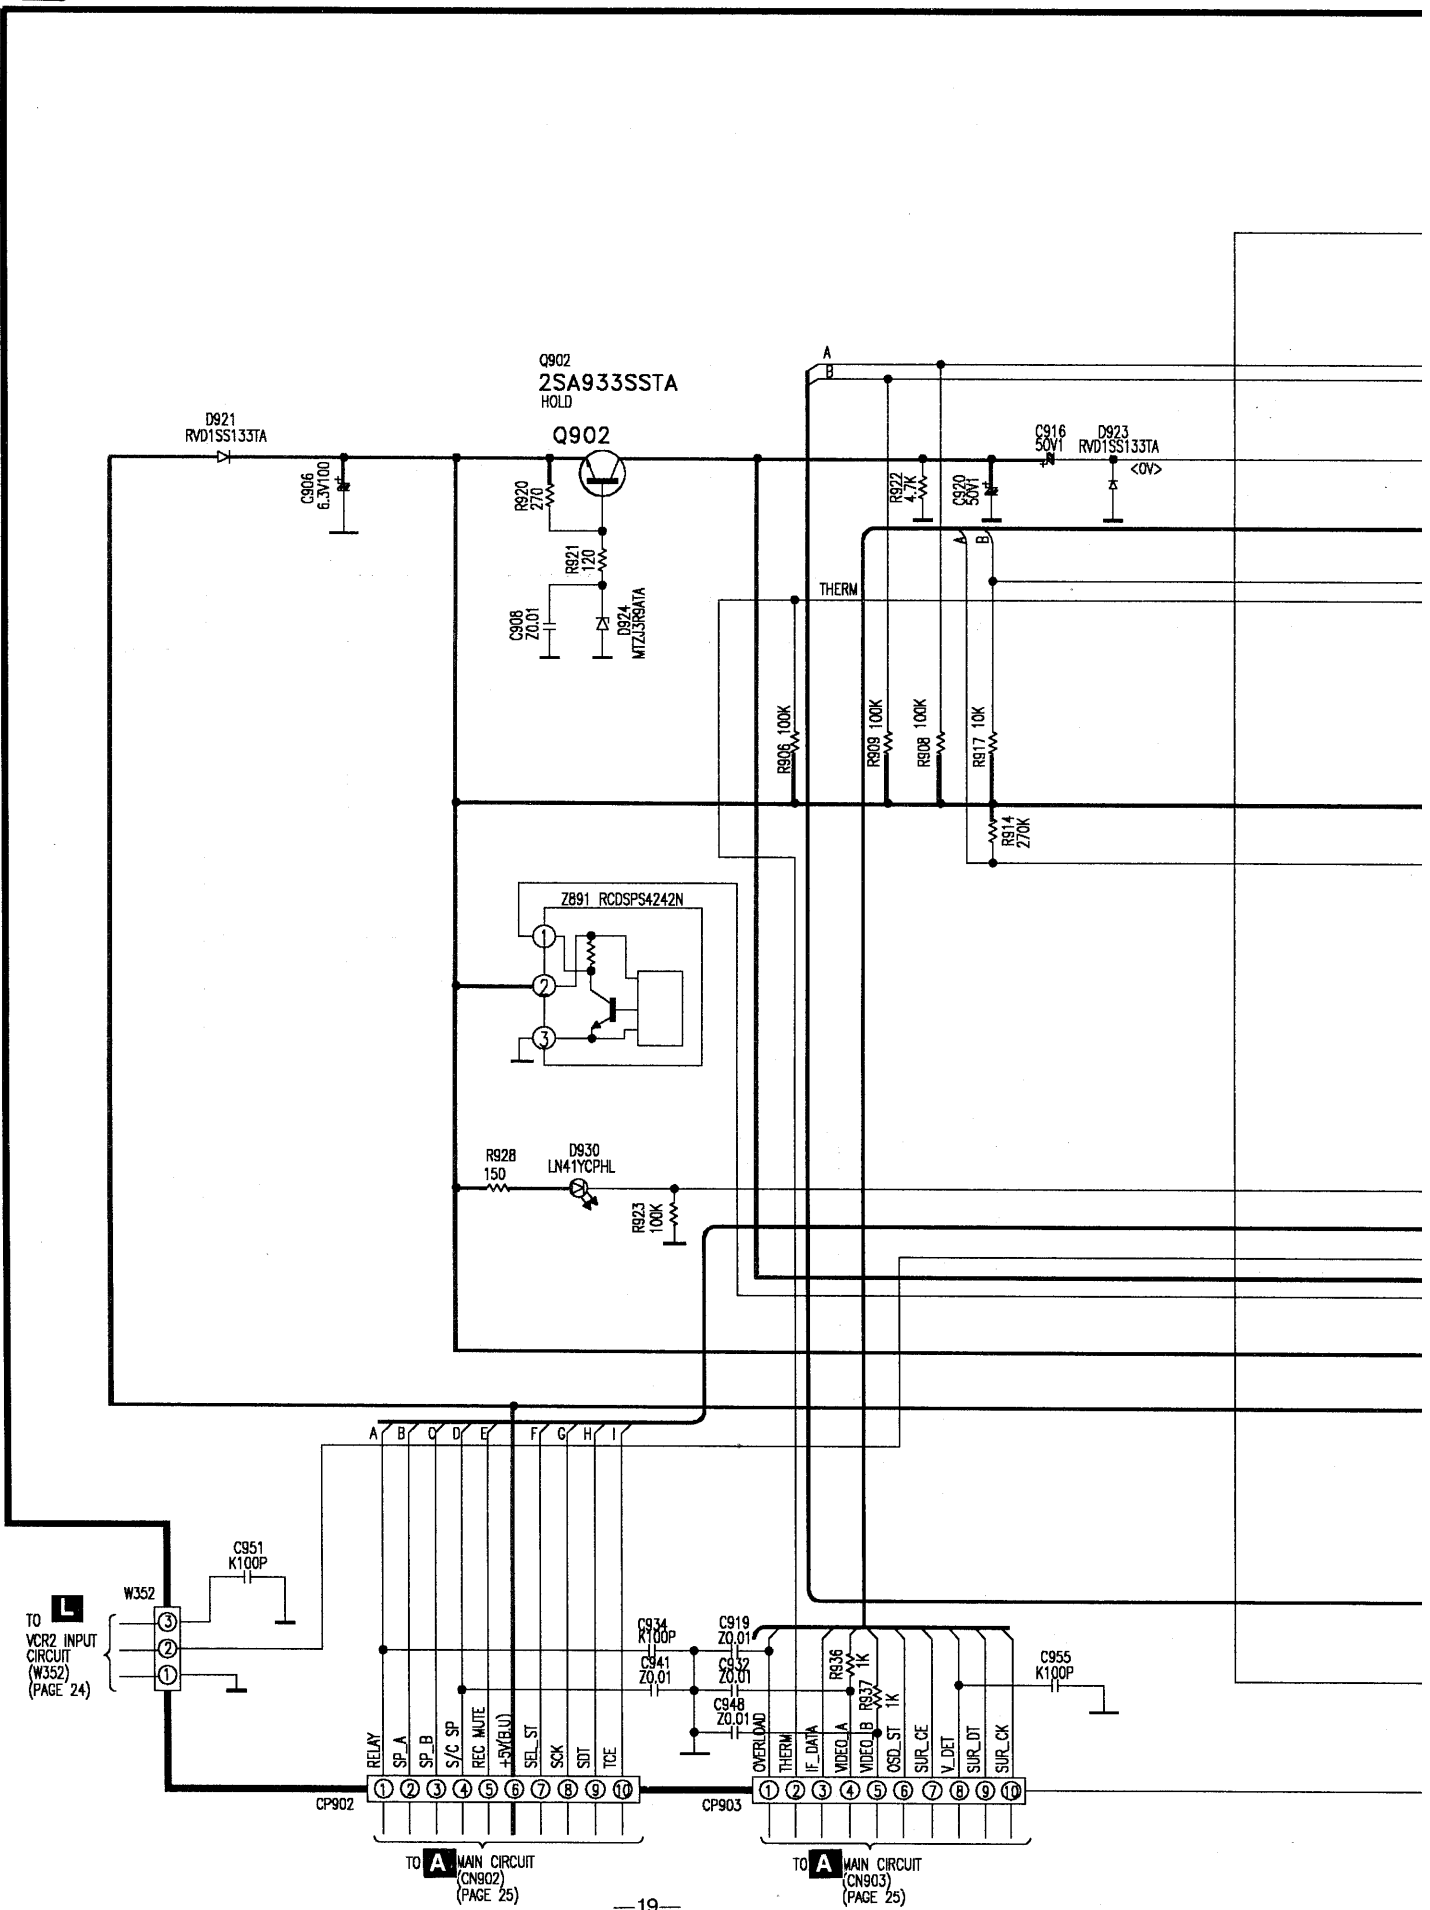 A
B
Q902
2SA933SSTA
HOLD
Q902
D921
RVD1SS133TA
C906
6.3V100
R920
270
R921
120
C908
Z0.01
D924
MTZJ3R9ATA
R922
4.7K
C920
50V1
C916
50V1
D923
RVD1SS133TA
<0V>
A
B
THERM
R906 100K
R909 100K
R908 100K
R917 10K
R914
270K
Z891 RCDSPS4242N
1
2
3
R928
150
D930
LN41YCPHL
R923
100K
A B C D E F G H I
C951
K100P
W352
TO L
VCR2 INPUT
CIRCUIT
(W352)
(PAGE 24)
3
2
1
C934
K100P
C919
Z0.01
C941
Z0.01
C932
Z0.01
C948
Z0.01
R936
1K
R937
1K
C955
K100P
RELAY
SP_A
SP_B
S/C SP
REC MUTE
+5V(B.U)
SEL_ST
SCK
SDT
TCE
OVERLOAD
THERM
IF_DATA
VIDEO_A
VIDEO_B
OSD_ST
SUR_CE
V_DET
SUR_DT
SUR_CK
CP902
1 2 3 4 5 6 7 8 9 10
CP903
1 2 3 4 5 6 7 8 9 10
TO A MAIN CIRCUIT
(CN902)
(PAGE 25)
TO A MAIN CIRCUIT
(CN903)
(PAGE 25)
—19—